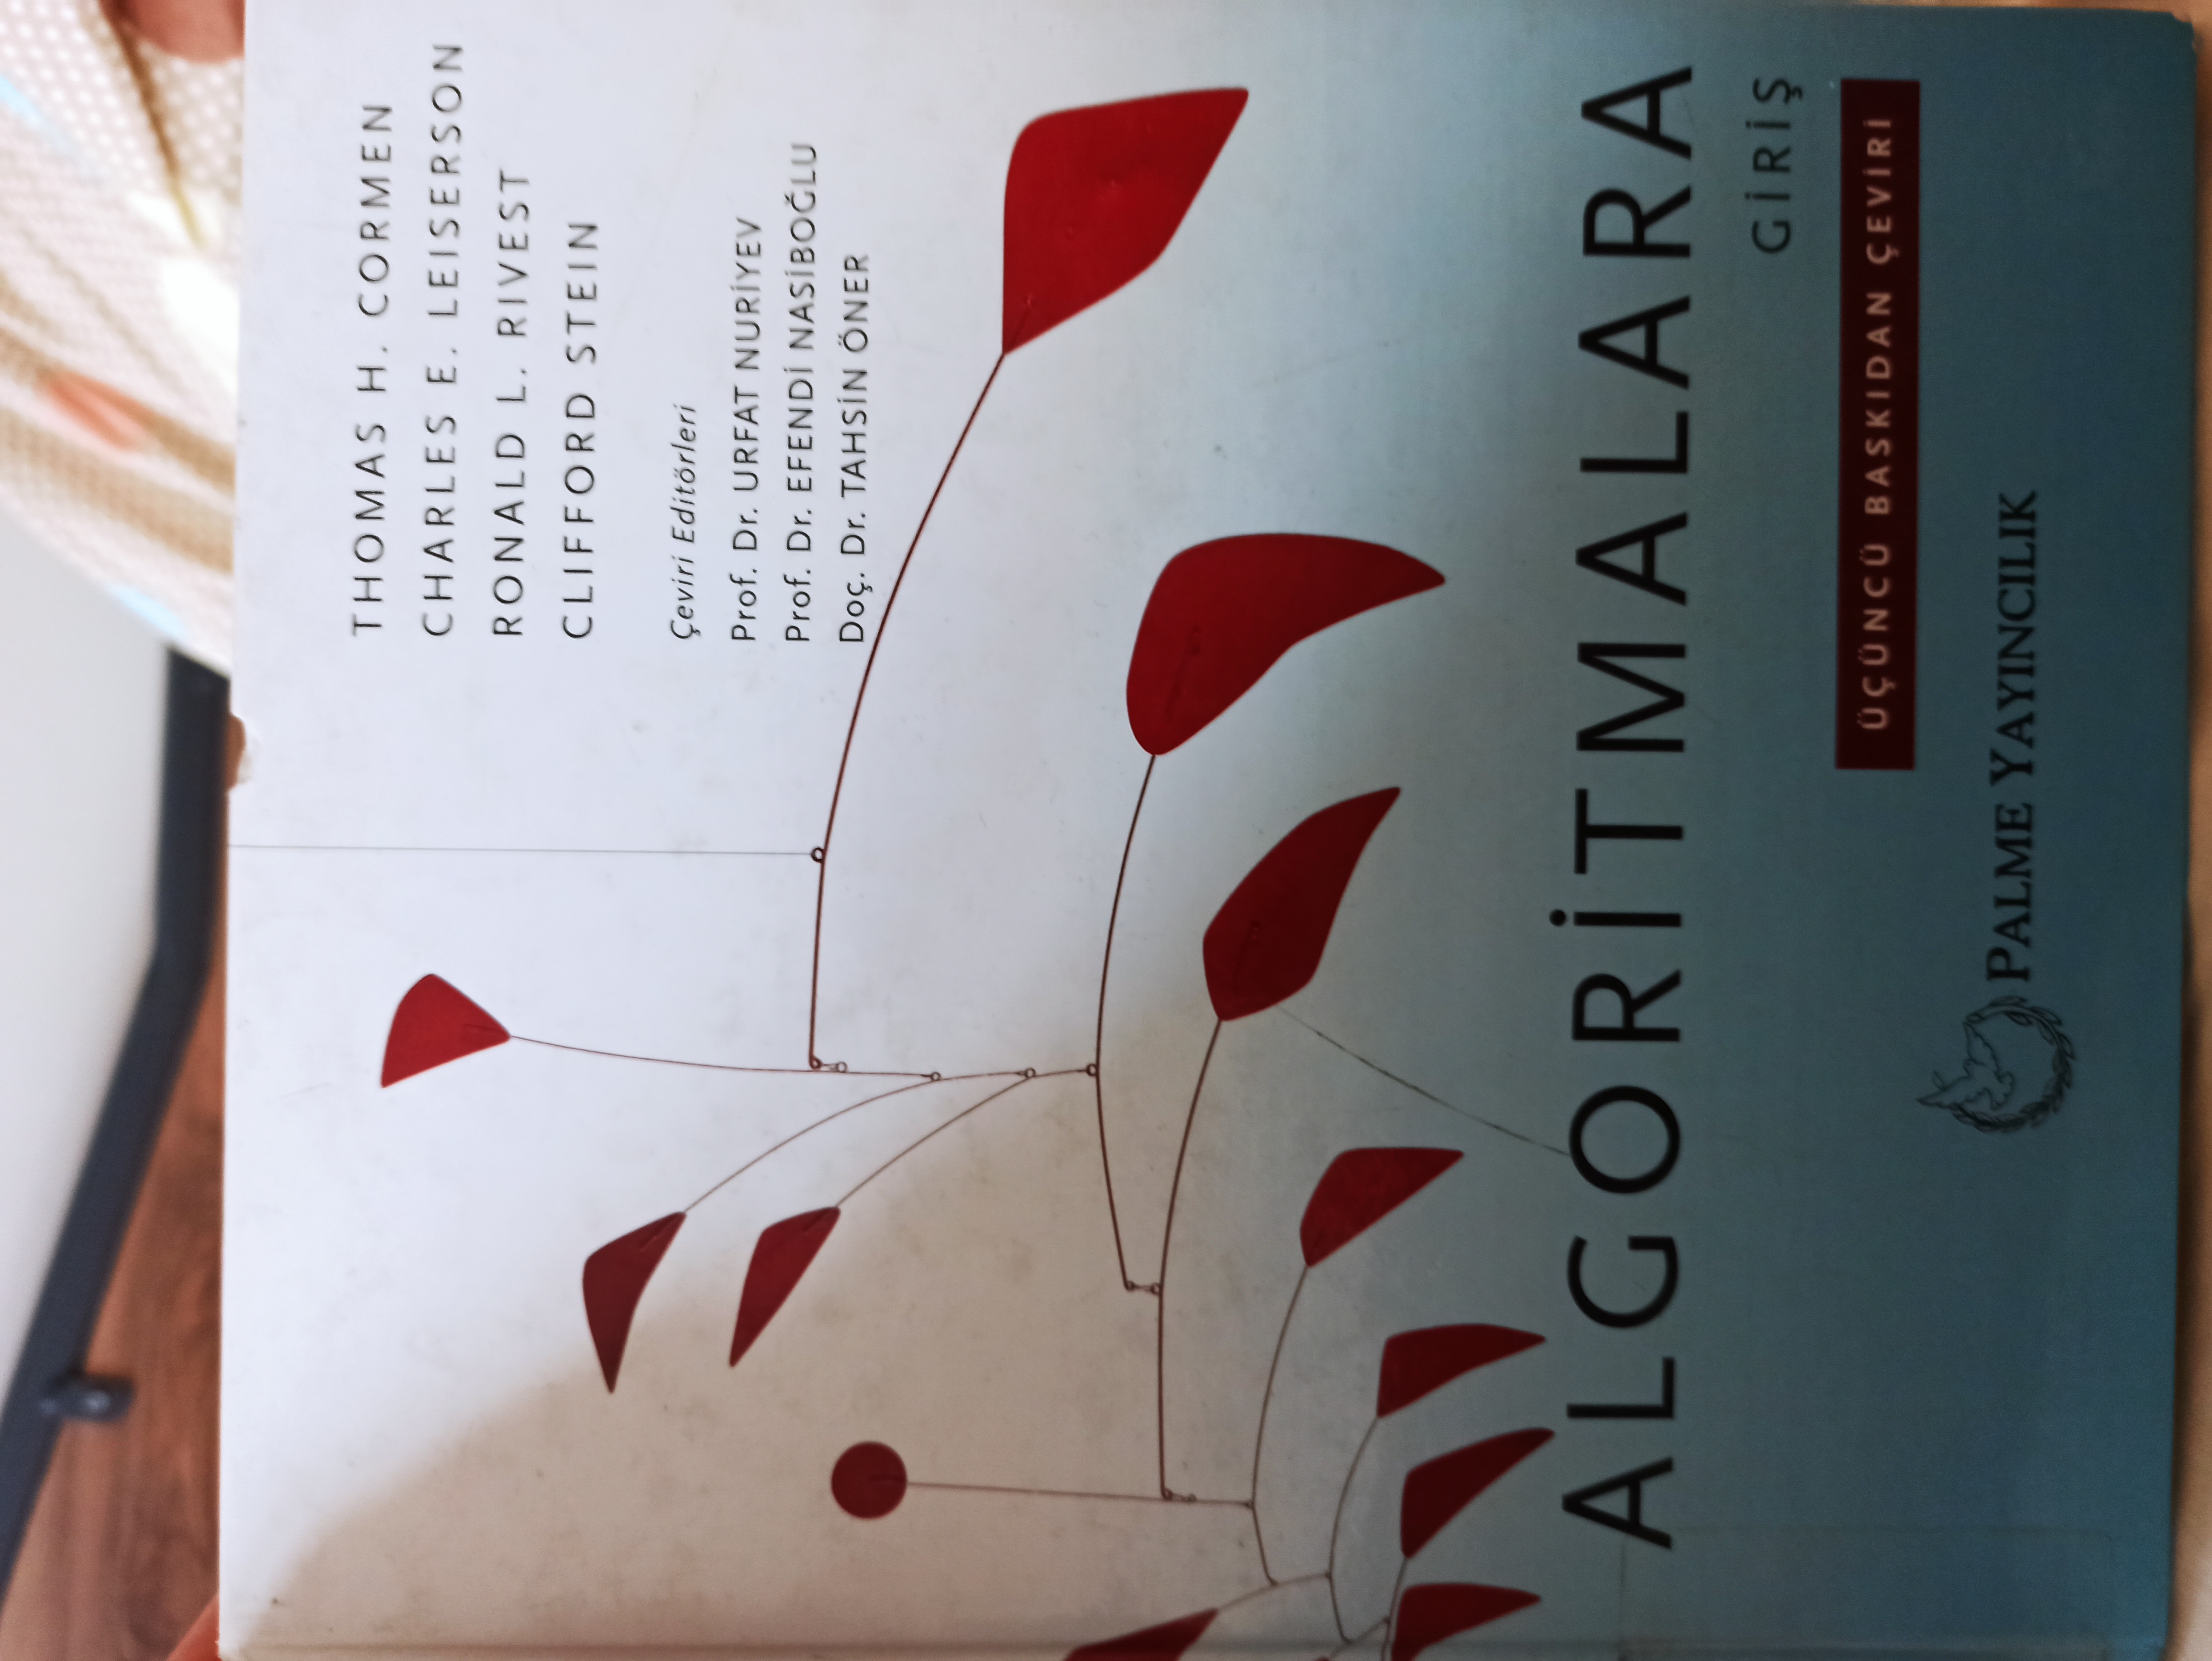 THOMAS H. CORMEN
CHARLES E. LEISERSON
RONALD L. RIVEST
CLIFFORD STEIN
Çeviri Editörleri
Prof. Dr. URFAT NURİYEV
Prof. Dr. EFENDİ NASİBOĞLU
Doç. Dr. TAHSİN ÖNER
ALGORİTMALARA
GİRİŞ
ÜÇÜNCÜ BASKIDAN ÇEVİRİ
PALME YAYINCILIK